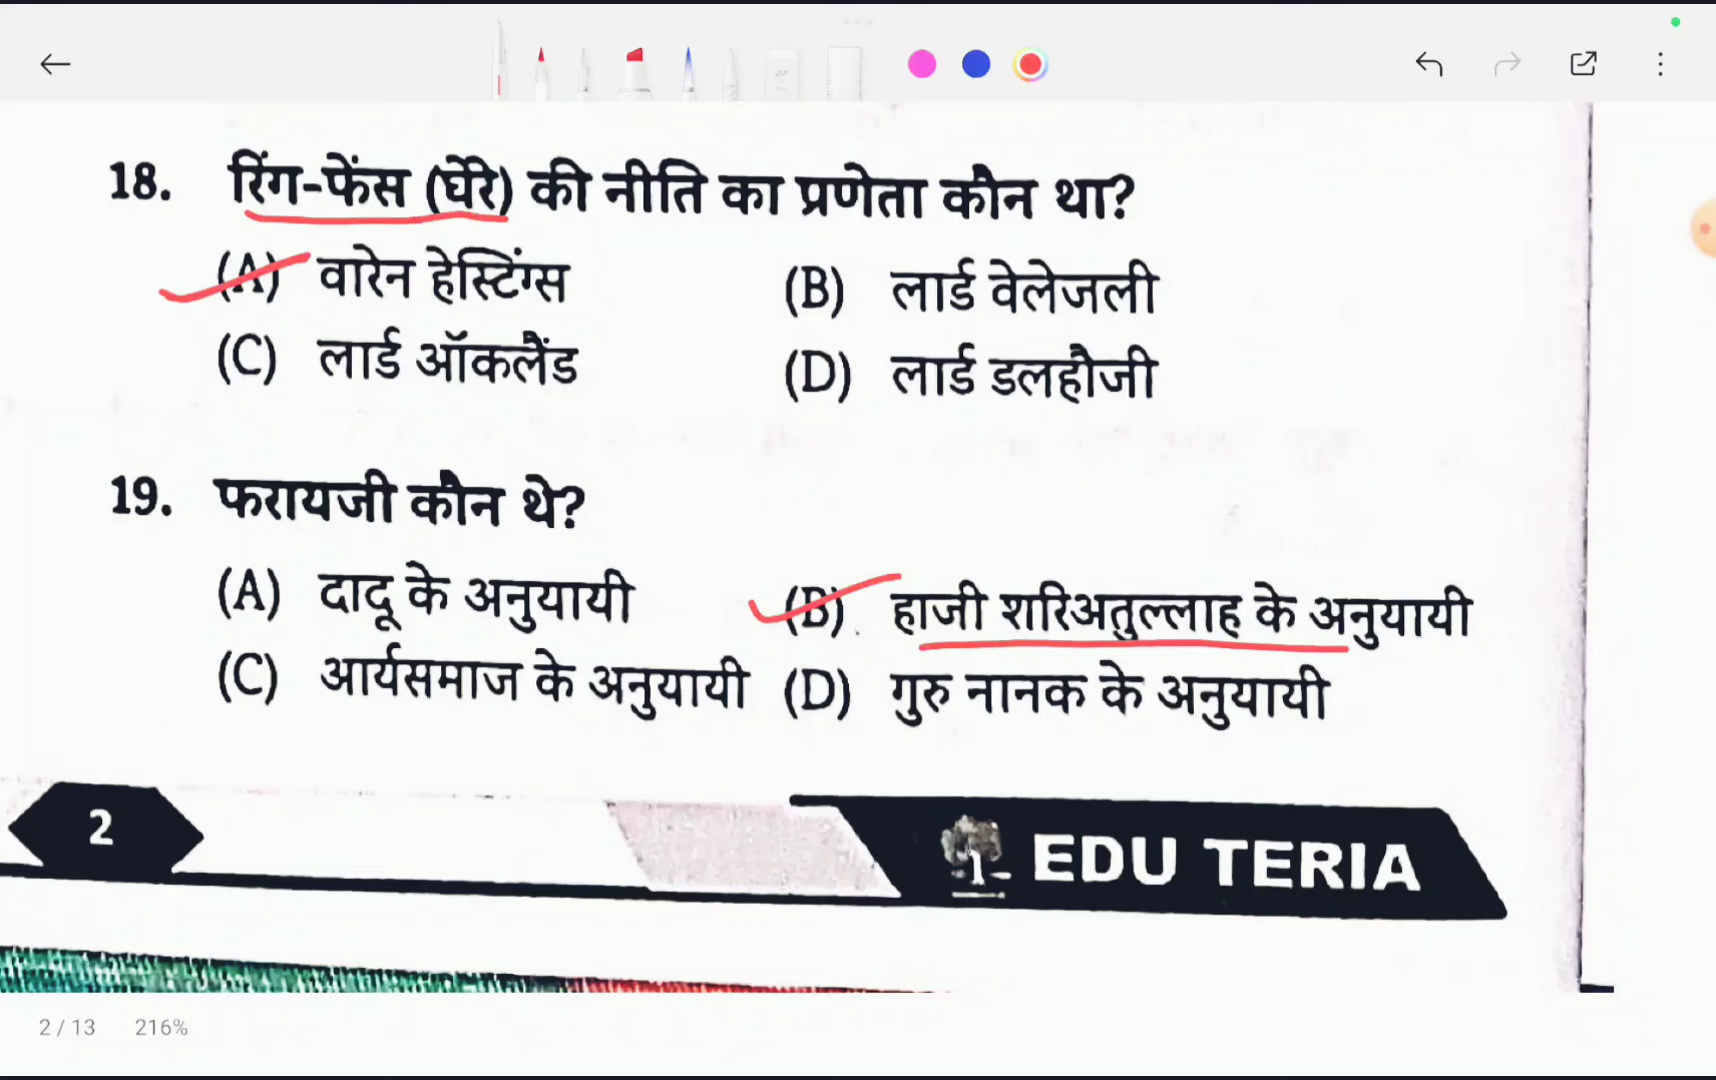 18. रिंग-फेंस (घेरे) की नीति का प्रणेता कौन था?
(A) वारेन हेस्टिंग्स (B) लार्ड वेलेजली
(C) लार्ड ऑकलैंड (D) लार्ड डलहौजी
19. फरायजी कौन थे?
(A) दादू के अनुयायी (B) हाजी शरिअतुल्लाह के अनुयायी
(C) आर्यसमाज के अनुयायी (D) गुरु नानक के अनुयायी
2 EDU TERIA
2 / 13 216%